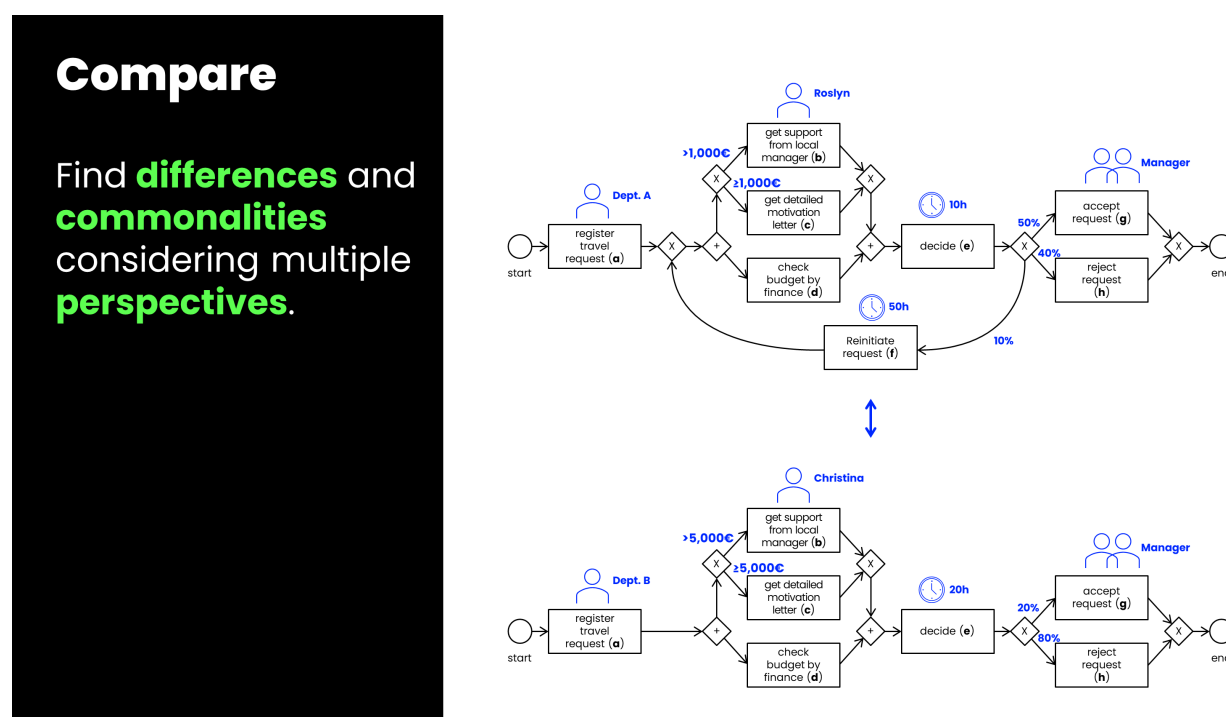 Compare
Find differences and
commonalities
considering multiple
perspectives.
Roslyn
get support
from local
manager (b)
>1,000€
≥1,000€
get detailed
motivation
letter (c)
Dept. A
register
travel
request (a)
start
X
X
X
+
+
check
budget by
finance (d)
10h
decide (e)
X
50%
40%
10%
Manager
accept
request (g)
reject
request
(h)
X
en
50h
Reinitiate
request (f)
Christina
get support
from local
manager (b)
>5,000€
≥5,000€
get detailed
motivation
letter (c)
Dept. B
register
travel
request (a)
start
X
X
+
+
check
budget by
finance (d)
20h
decide (e)
X
20%
80%
Manager
accept
request (g)
reject
request
(h)
X
en